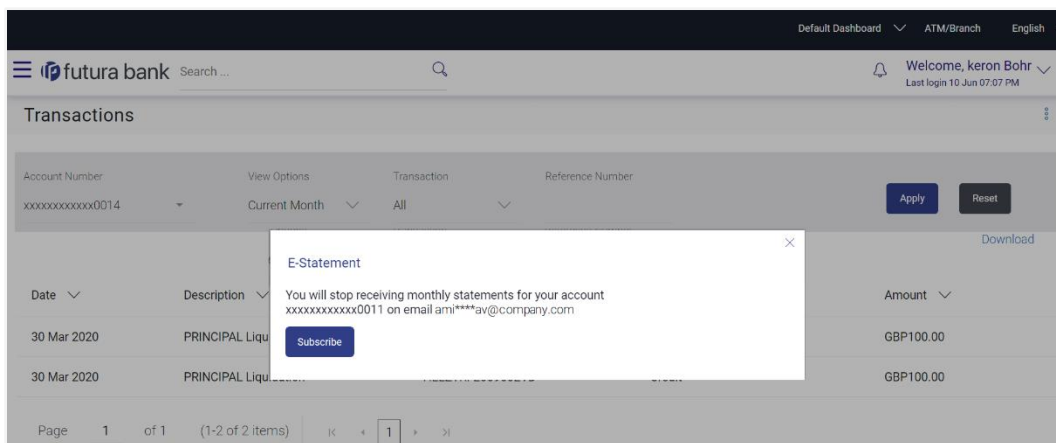 Default Dashboard ATM/Branch English
futura bank Search ... Welcome, keron Bohr
Last login 10 Jun 07:07 PM
Transactions
Account Number View Options Transaction Reference Number
xxxxxxxxxxxx0014 Current Month All Apply Reset
Download
E-Statement
You will stop receiving monthly statements for your account
xxxxxxxxxxxx0011 on email ami****av@company.com
Subscribe
Date Description Amount
30 Mar 2020 PRINCIPAL Liqu GBP100.00
30 Mar 2020 PRINCIPAL GBP100.00
Page 1 of 1 (1-2 of 2 items) 1